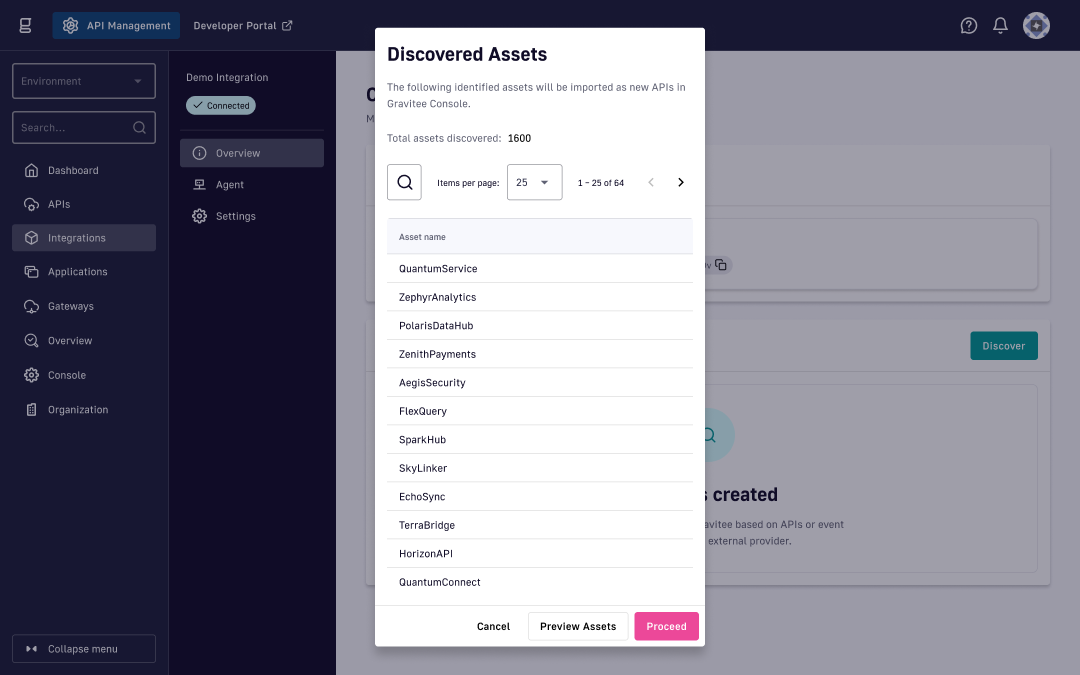 API Management
Developer Portal
Environment
Search...
Dashboard
APIs
Integrations
Applications
Gateways
Overview
Console
Organization
Collapse menu
Demo Integration
Connected
Overview
Agent
Settings
Discovered Assets
The following identified assets will be imported as new APIs in
Gravitee Console.
Total assets discovered: 1600
Items per page: 25 1 - 25 of 64
Asset name
QuantumService
ZephyrAnalytics
PolarisDataHub
ZenithPayments
AegisSecurity
FlexQuery
SparkHub
SkyLinker
EchoSync
TerraBridge
HorizonAPI
QuantumConnect
Cancel
Preview Assets
Proceed
Discover
created
based on APIs or event
external provider.